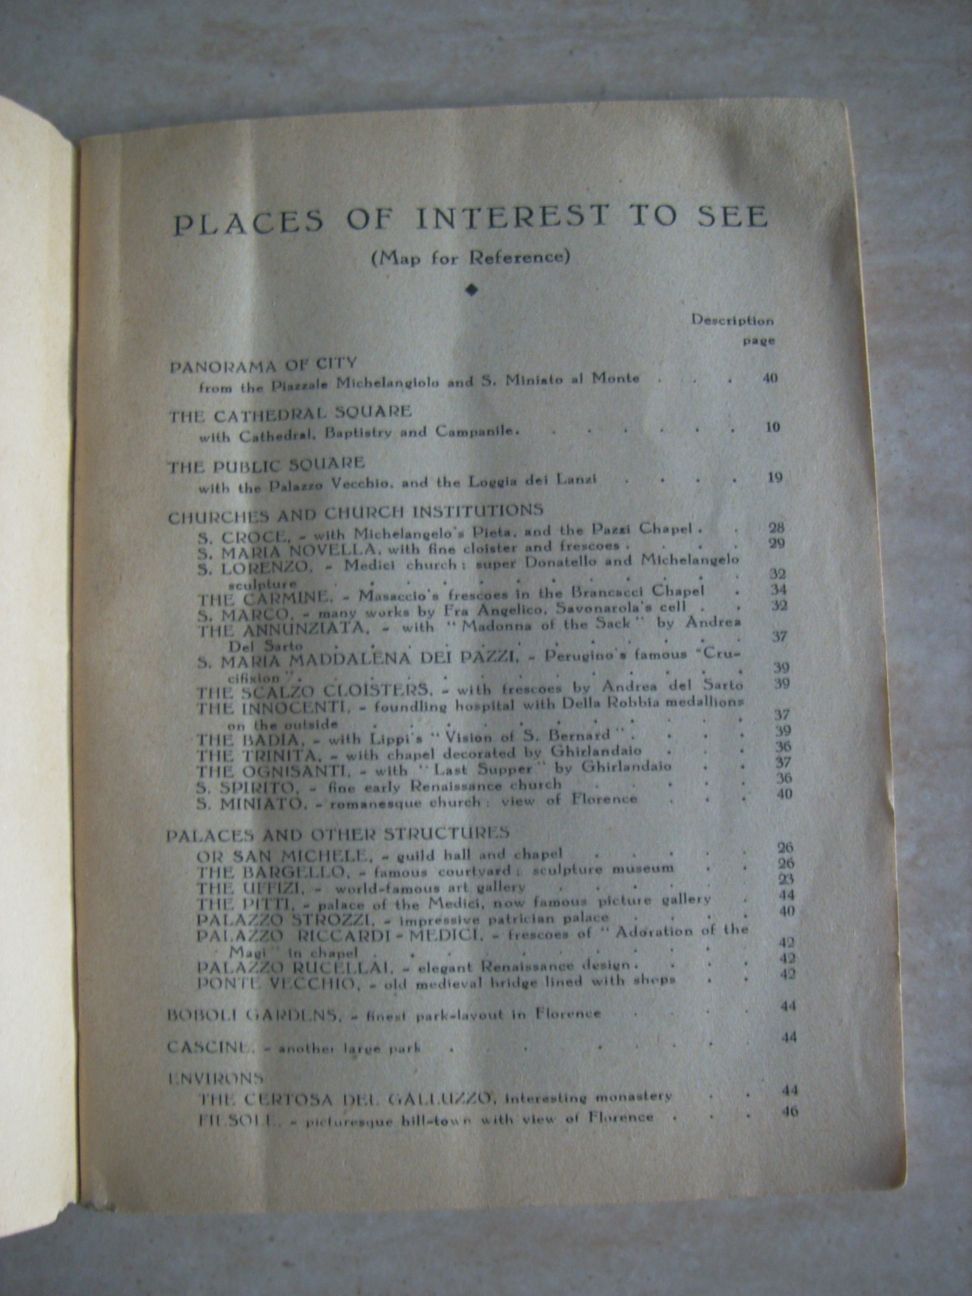 PLACES OF INTEREST TO SEE
(Map for Reference)
◆
Description
page
PANORAMA OF CITY
from the Piazzale Michelangiolo and S. Miniato al Monte . . . 40
THE CATHEDRAL SQUARE
with Cathedral, Baptistry and Campanile. . . . . . . 10
THE PUBLIC SQUARE
with the Palazzo Vecchio, and the Loggia dei Lanzi . . . . 19
CHURCHES AND CHURCH INSTITUTIONS
S. CROCE, - with Michelangelo's Pieta, and the Pazzi Chapel . . 28
S. MARIA NOVELLA, with fine cloister and frescoes . . . . 29
S. LORENZO, - Medici church; super Donatello and Michelangelo
sculpture . . . . . . . . . . 32
THE CARMINE, - Masaccio's frescoes in the Brancacci Chapel . 34
S. MARCO, - many works by Fra Angelico, Savonarola's cell . . 32
THE ANNUNZIATA, - with "Madonna of the Sack" by Andrea
Del Sarto . . . . . . . . . . 37
S. MARIA MADDALENA DEI PAZZI, - Perugino's famous "Cru-
cifixion" . . . . . . . . . . 39
THE SCALZO CLOISTERS, - with frescoes by Andrea del Sarto 39
THE INNOCENTI, - foundling hospital with Della Robbia medallions
on the outside . . . . . . . . . 37
THE BADIA, - with Lippi's "Vision of S. Bernard" . . . . 39
THE TRINITA, - with chapel decorated by Ghirlandaio . . . 36
THE OGNISANTI, - with "Last Supper" by Ghirlandaio . . 37
S. SPIRITO, - fine early Renaissance church . . . . . 36
S. MINIATO, - romanesque church; view of Florence . . . 40
PALACES AND OTHER STRUCTURES
OR SAN MICHELE, - guild hall and chapel . . . . . 26
THE BARGELLO, - famous courtyard; sculpture museum . . 26
THE UFFIZI, - world-famous art gallery . . . . . . 23
THE PITTI, - palace of the Medici, now famous picture gallery . 44
PALAZZO STROZZI, - impressive patrician palace . . . . 40
PALAZZO RICCARDI-MEDICI, - frescoes of "Adoration of the
Magi" in chapel . . . . . . . . . 42
PALAZZO RUCELLAI, - elegant Renaissance design . . . . 42
PONTE VECCHIO, - old medieval bridge lined with shops . . 42
BOBOLI GARDENS, - finest park-layout in Florence . . . . 44
CASCINE, - another large park . . . . . . 44
ENVIRONS
THE CERTOSA DEL GALLUZZO, interesting monastery . . 44
FIESOLE, - picturesque hill-town with view of Florence . . . 46